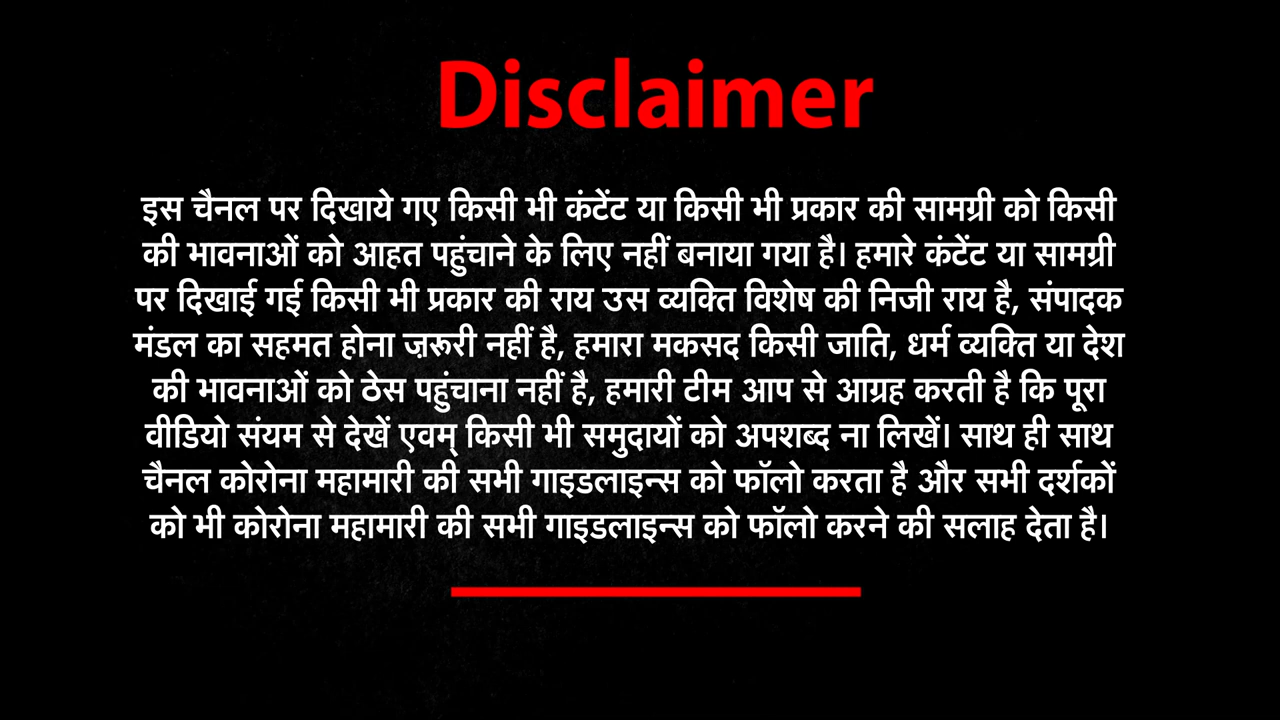 Disclaimer
इस चैनल पर दिखाये गए किसी भी कंटेंट या किसी भी प्रकार की सामग्री को किसी
की भावनाओं को आहत पहुंचाने के लिए नहीं बनाया गया है। हमारे कंटेंट या सामग्री
पर दिखाई गई किसी भी प्रकार की राय उस व्यक्ति विशेष की निजी राय है, संपादक
मंडल का सहमत होना ज़रूरी नहीं है, हमारा मकसद किसी जाति, धर्म व्यक्ति या देश
की भावनाओं को ठेस पहुंचाना नहीं है, हमारी टीम आप से आग्रह करती है कि पूरा
वीडियो संयम से देखें एवम् किसी भी समुदायों को अपशब्द ना लिखें। साथ ही साथ
चैनल कोरोना महामारी की सभी गाइडलाइन्स को फॉलो करता है और सभी दर्शकों
को भी कोरोना महामारी की सभी गाइडलाइन्स को फॉलो करने की सलाह देता है।